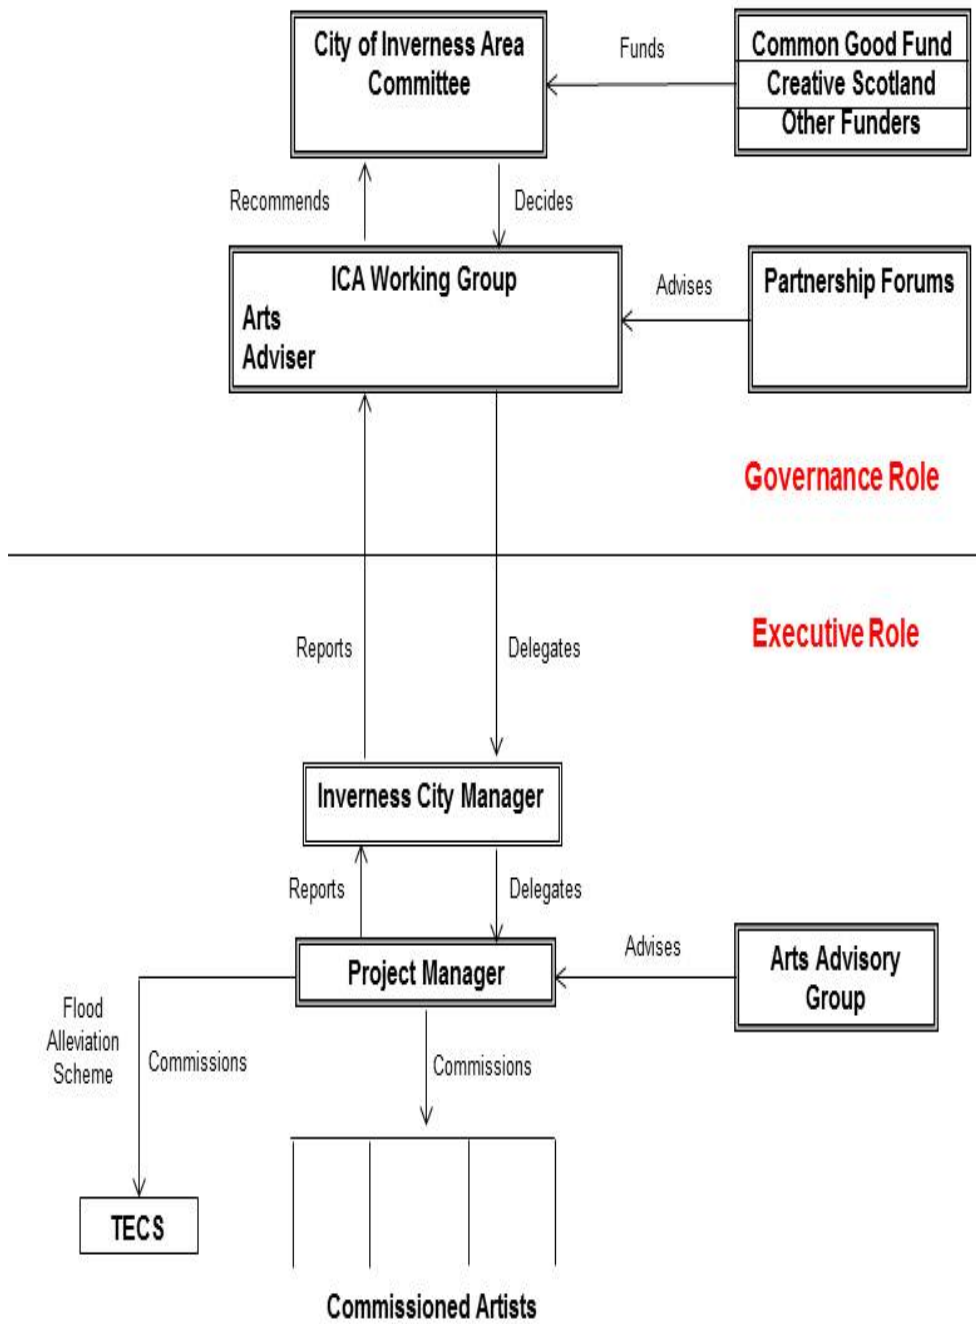 City of Inverness Area
Committee
Funds
Common Good Fund
Creative Scotland
Other Funders
Recommends
Decides
ICA Working Group
Arts
Adviser
Advises
Partnership Forums
Governance Role
Executive Role
Reports
Delegates
Inverness City Manager
Reports
Delegates
Project Manager
Advises
Arts Advisory
Group
Flood
Alleviation
Scheme
Commissions
Commissions
TECS
Commissioned Artists